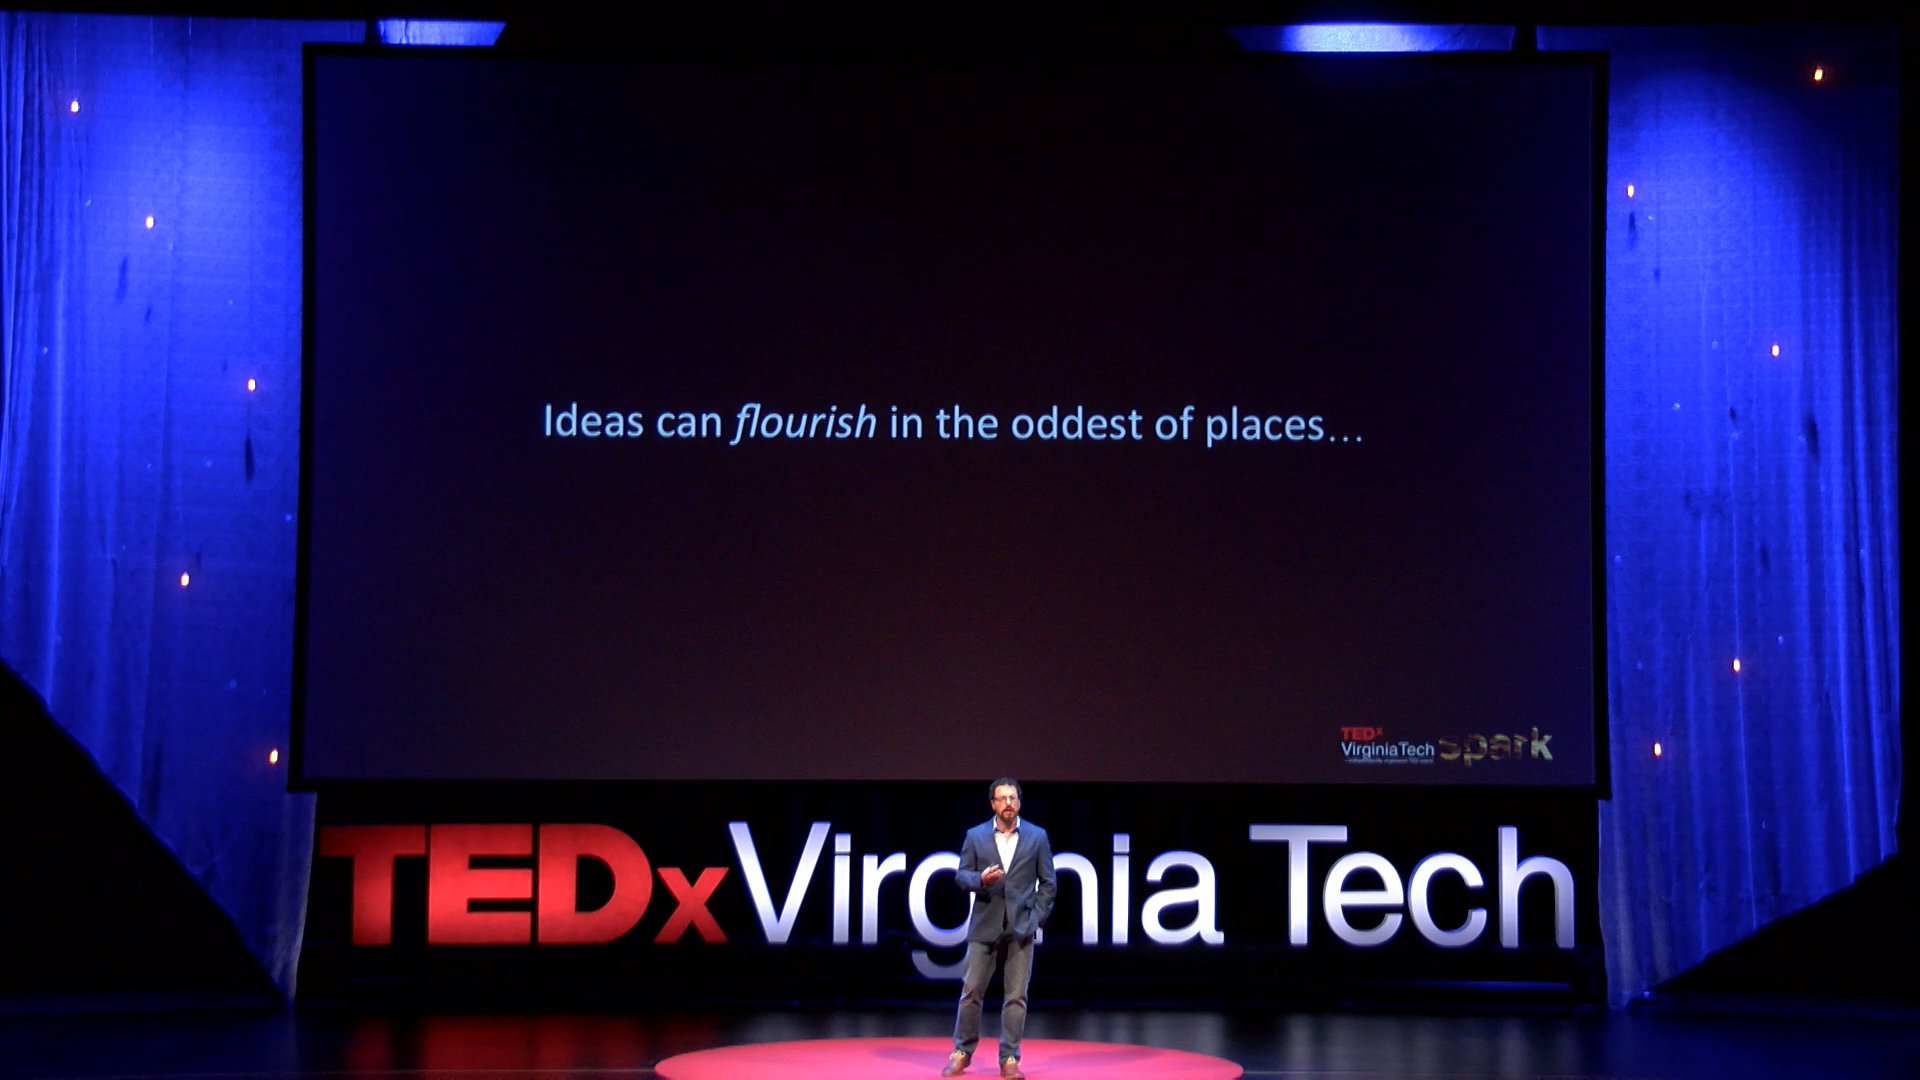 Ideas can flourish in the oddest of places…
TEDx
VirginiaTech spark
TEDxVirginia Tech